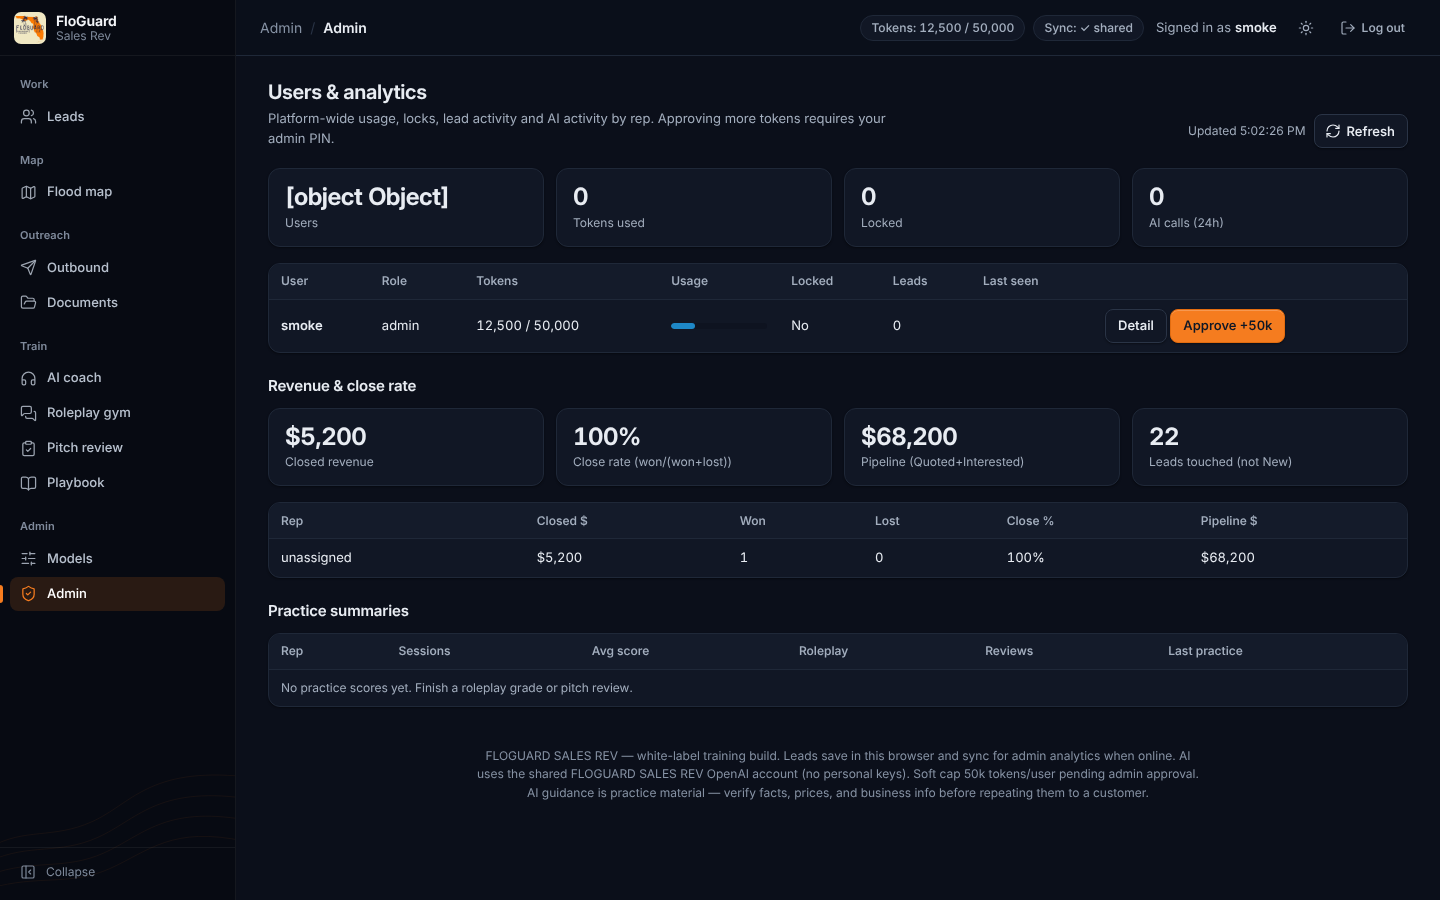 FloGuard
Sales Rev
Admin / Admin
Tokens: 12,500 / 50,000
Sync: ✓ shared
Signed in as smoke
Log out
Work
Leads
Map
Flood map
Outreach
Outbound
Documents
Train
AI coach
Roleplay gym
Pitch review
Playbook
Admin
Models
Admin
Collapse
Users & analytics
Platform-wide usage, locks, lead activity and AI activity by rep. Approving more tokens requires your
admin PIN.
Updated 5:02:26 PM
Refresh
[object Object]
Users
0
Tokens used
0
Locked
0
AI calls (24h)
User Role Tokens Usage Locked Leads Last seen
smoke admin 12,500 / 50,000 No 0 Detail Approve +50k
Revenue & close rate
$5,200
Closed revenue
100%
Close rate (won/(won+lost))
$68,200
Pipeline (Quoted+Interested)
22
Leads touched (not New)
Rep Closed $ Won Lost Close % Pipeline $
unassigned $5,200 1 0 100% $68,200
Practice summaries
Rep Sessions Avg score Roleplay Reviews Last practice
No practice scores yet. Finish a roleplay grade or pitch review.
FLOGUARD SALES REV — white-label training build. Leads save in this browser and sync for admin analytics when online. AI
uses the shared FLOGUARD SALES REV OpenAI account (no personal keys). Soft cap 50k tokens/user pending admin approval.
AI guidance is practice material — verify facts, prices, and business info before repeating them to a customer.